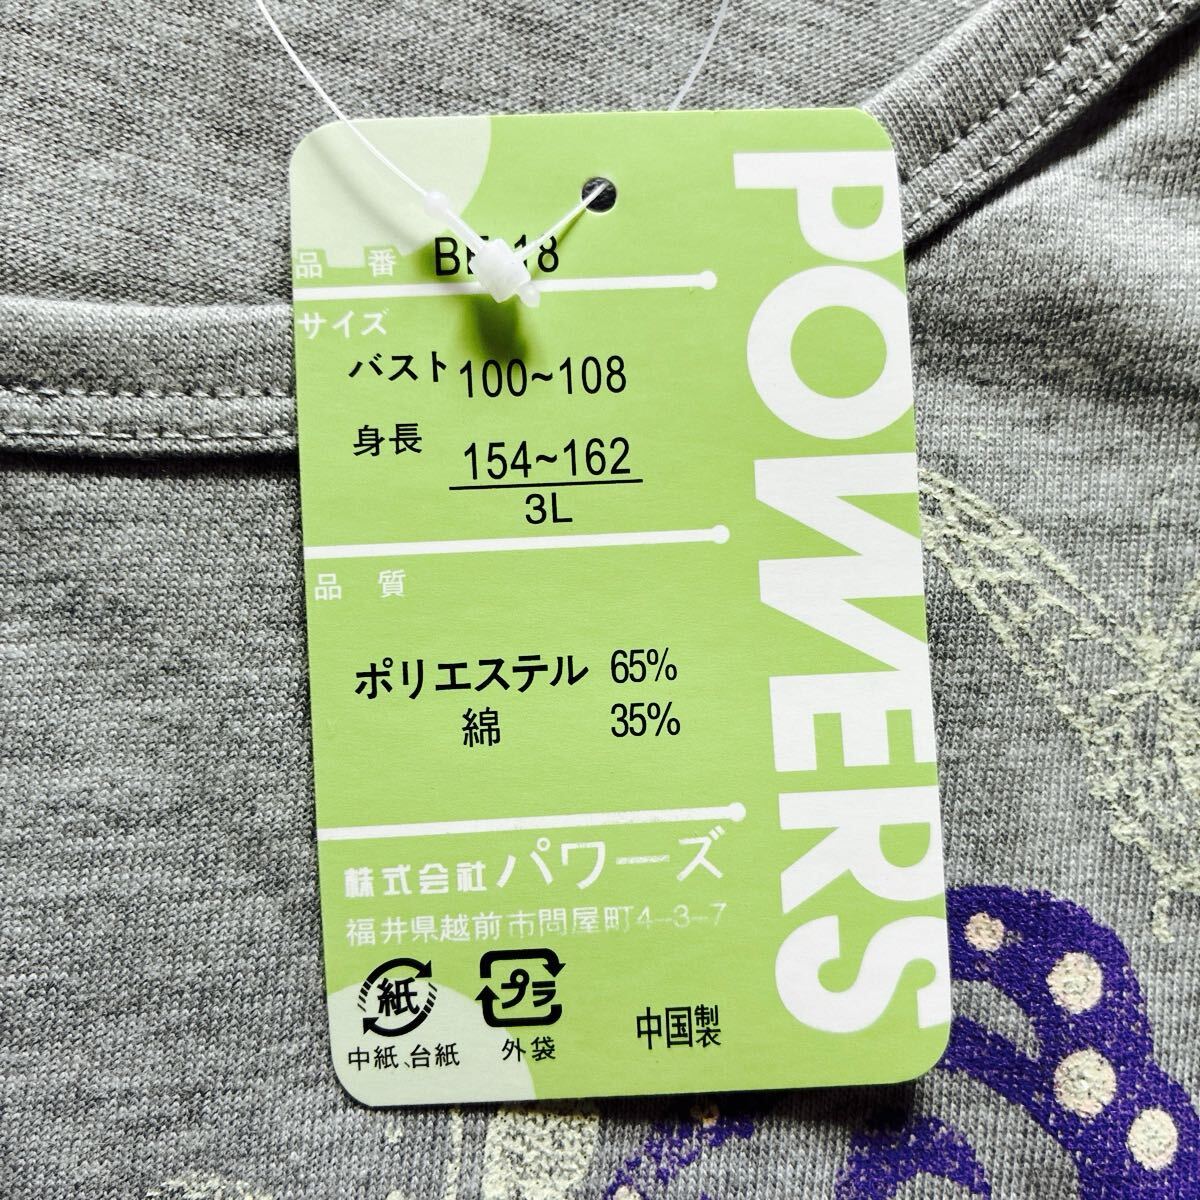 品 番
サイズ
バスト 100~108
身長 154~162
3L
品 質
ポリエステル 65%
綿 35%
株式会社パワーズ
福井県越前市問屋町4-3-7
紙
プラ
中紙、台紙
外袋
中国製
POWERS